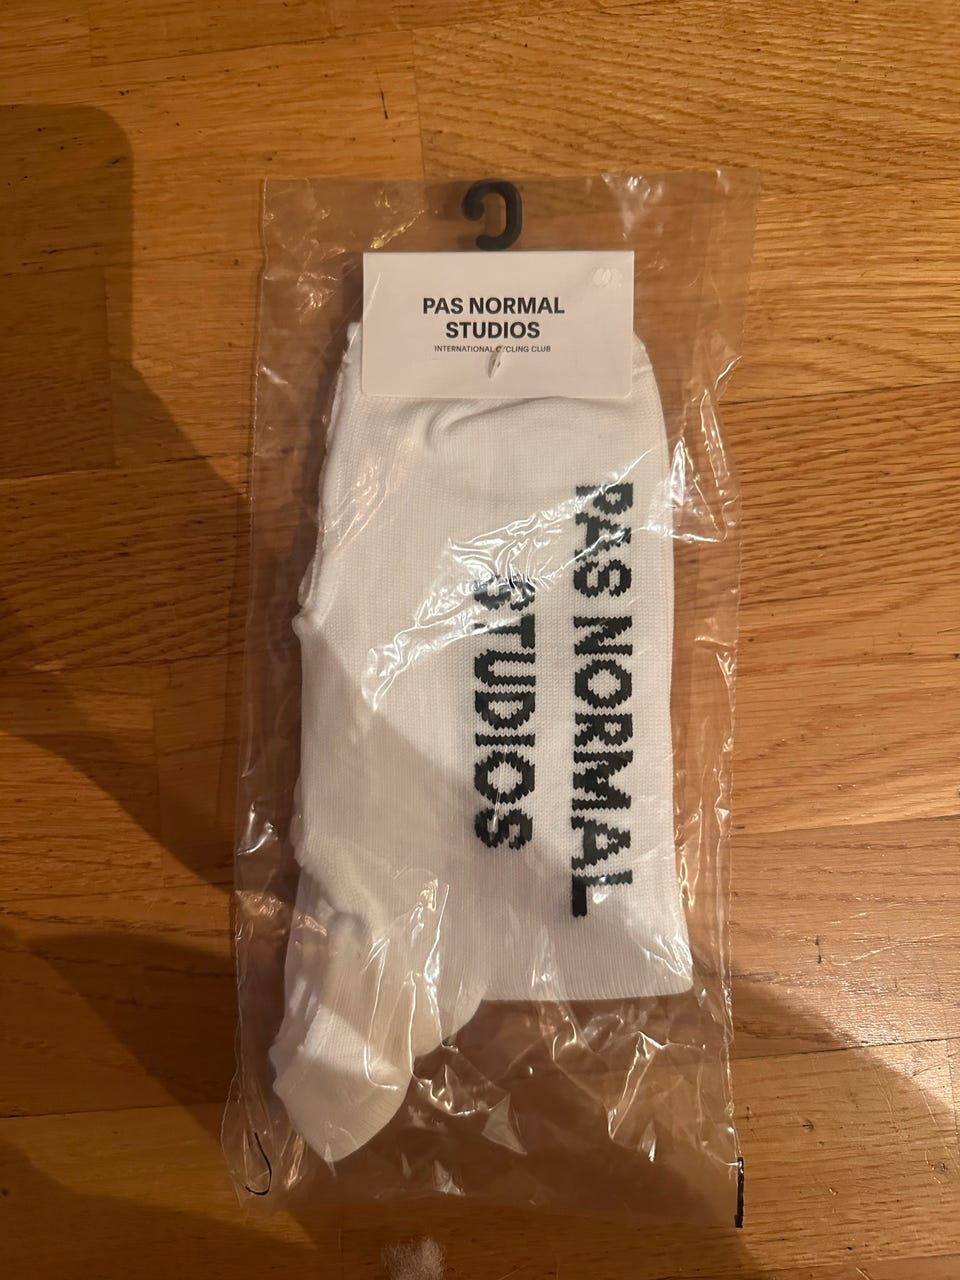 PAS NORMAL
STUDIOS
INTERNATIONAL CYCLING CLUB
PAS NORMAL
STUDIOS